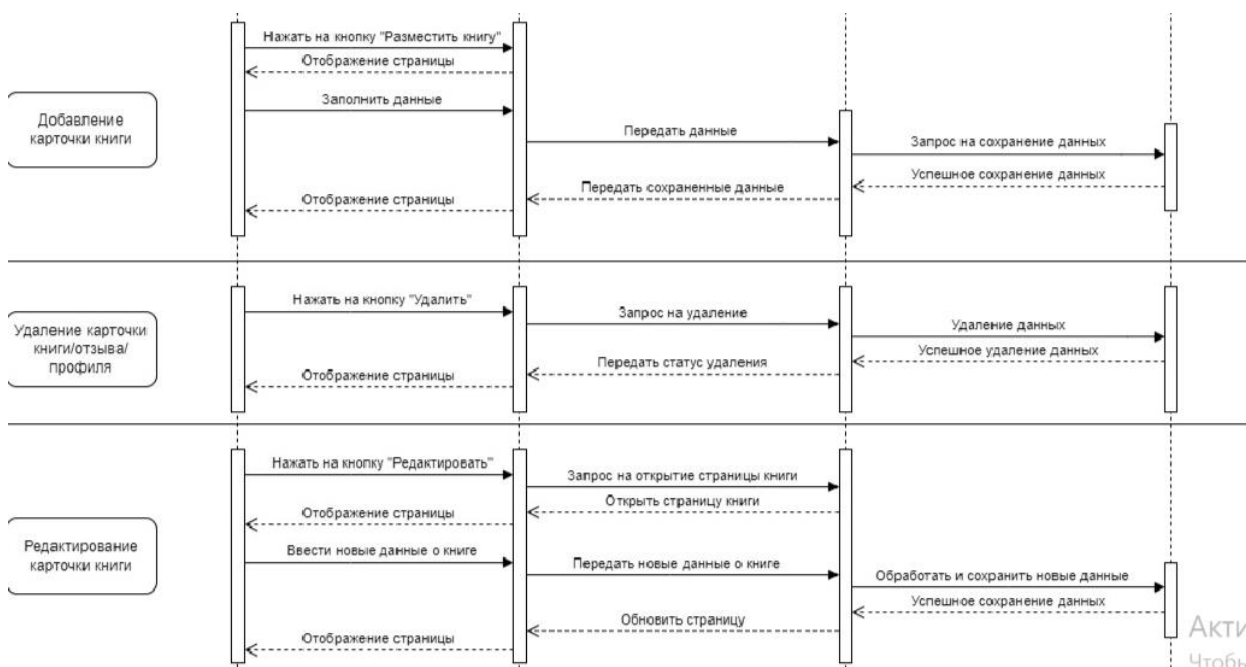 Нажать на кнопку "Разместить книгу"
Отображение страницы
Заполнить данные
Добавление
карточки книги
Передать данные
Запрос на сохранение данных
Успешное сохранение данных
Передать сохраненные данные
Отображение страницы
Нажать на кнопку "Удалить"
Запрос на удаление
Удаление карточки
книги/отзыва/
профиля
Удаление данных
Успешное удаление данных
Передать статус удаления
Отображение страницы
Нажать на кнопку "Редактировать"
Запрос на открытие страницы книги
Открыть страницу книги
Отображение страницы
Редактирование
карточки книги
Ввести новые данные о книге
Передать новые данные о книге
Обработать и сохранить новые данные
Успешное сохранение данных
Обновить страницу
Отображение страницы
Акти
Чтобы